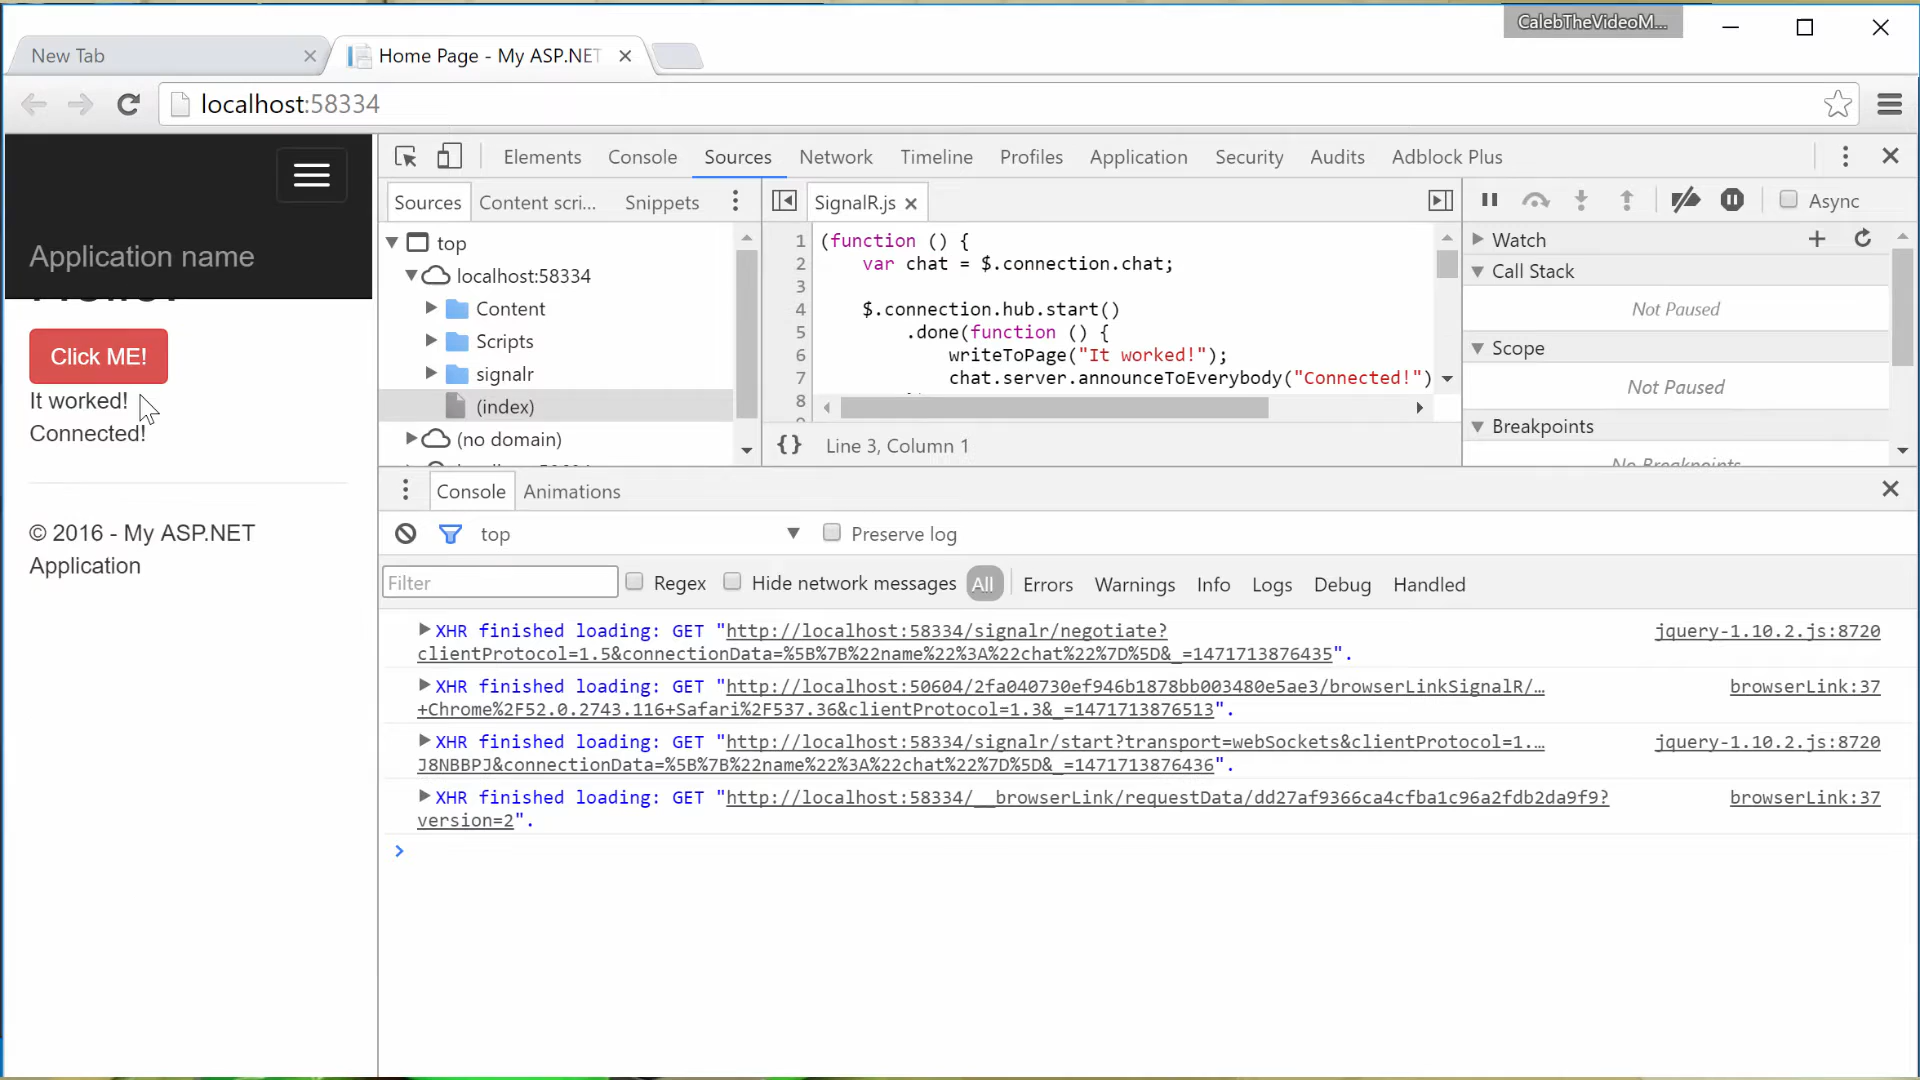 CalebTheVideoM...
New Tab
Home Page - My ASP.NET
localhost:58334
Application name
Click ME!
It worked!
Connected!
© 2016 - My ASP.NET
Application
Elements Console Sources Network Timeline Profiles Application Security Audits Adblock Plus
Sources Content scri... Snippets
top
localhost:58334
Content
Scripts
signalr
(index)
(no domain)
SignalR.js
1 (function () {
2 var chat = $.connection.chat;
3
4 $.connection.hub.start()
5 .done(function () {
6 writeToPage("It worked!");
7 chat.server.announceToEverybody("Connected!")
8
{} Line 3, Column 1
Async
Watch
Call Stack
Not Paused
Scope
Not Paused
Breakpoints
No Breakpoints
Console Animations
top Preserve log
Filter Regex Hide network messages All Errors Warnings Info Logs Debug Handled
XHR finished loading: GET "http://localhost:58334/signalr/negotiate? jquery-1.10.2.js:8720
clientProtocol=1.5&connectionData=%5B%7B%22name%22%3A%22chat%22%7D%5D&_=1471713876435".
XHR finished loading: GET "http://localhost:50604/2fa040730ef946b1878bb003480e5ae3/browserLinkSignalR/… browserLink:37
+Chrome%2F52.0.2743.116+Safari%2F537.36&clientProtocol=1.3&_=1471713876513".
XHR finished loading: GET "http://localhost:58334/signalr/start?transport=webSockets&clientProtocol=1.… jquery-1.10.2.js:8720
J8NBBPJ&connectionData=%5B%7B%22name%22%3A%22chat%22%7D%5D&_=1471713876436".
XHR finished loading: GET "http://localhost:58334/__browserLink/requestData/dd27af9366ca4cfba1c96a2fdb2da9f9? browserLink:37
version=2".